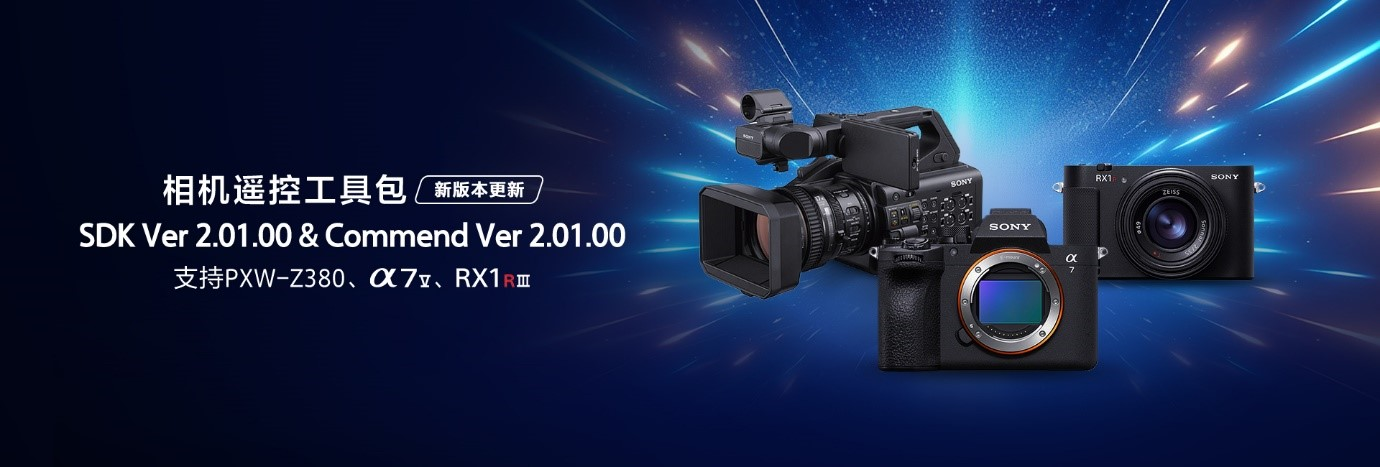 相机遥控工具包 新版本更新
SDK Ver 2.01.00 & Commend Ver 2.01.00
支持PXW-Z380、α7Ⅴ、RX1RⅢ
SONY
SONY
α
7
RX1R
SONY
ZEISS